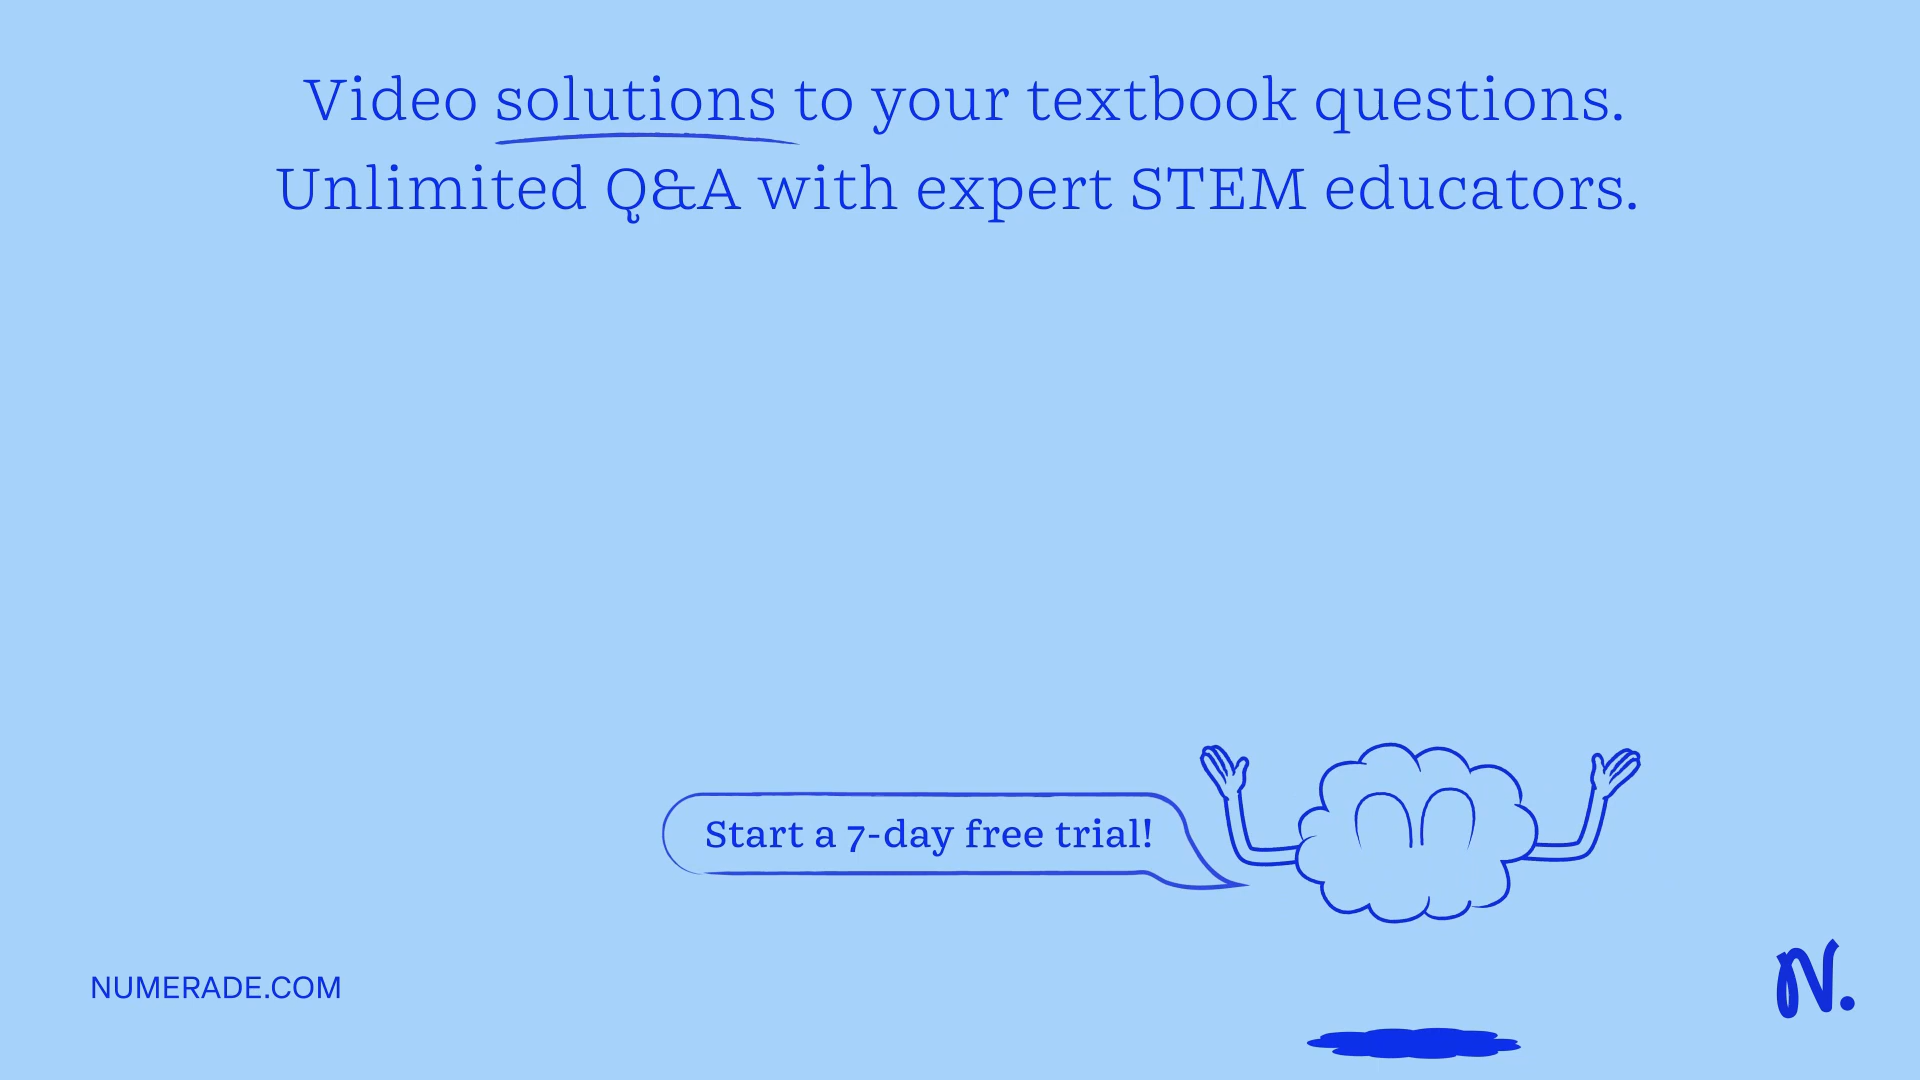 Video solutions to your textbook questions.
Unlimited Q&A with expert STEM educators.
Start a 7-day free trial!
NUMERADE.COM
N.